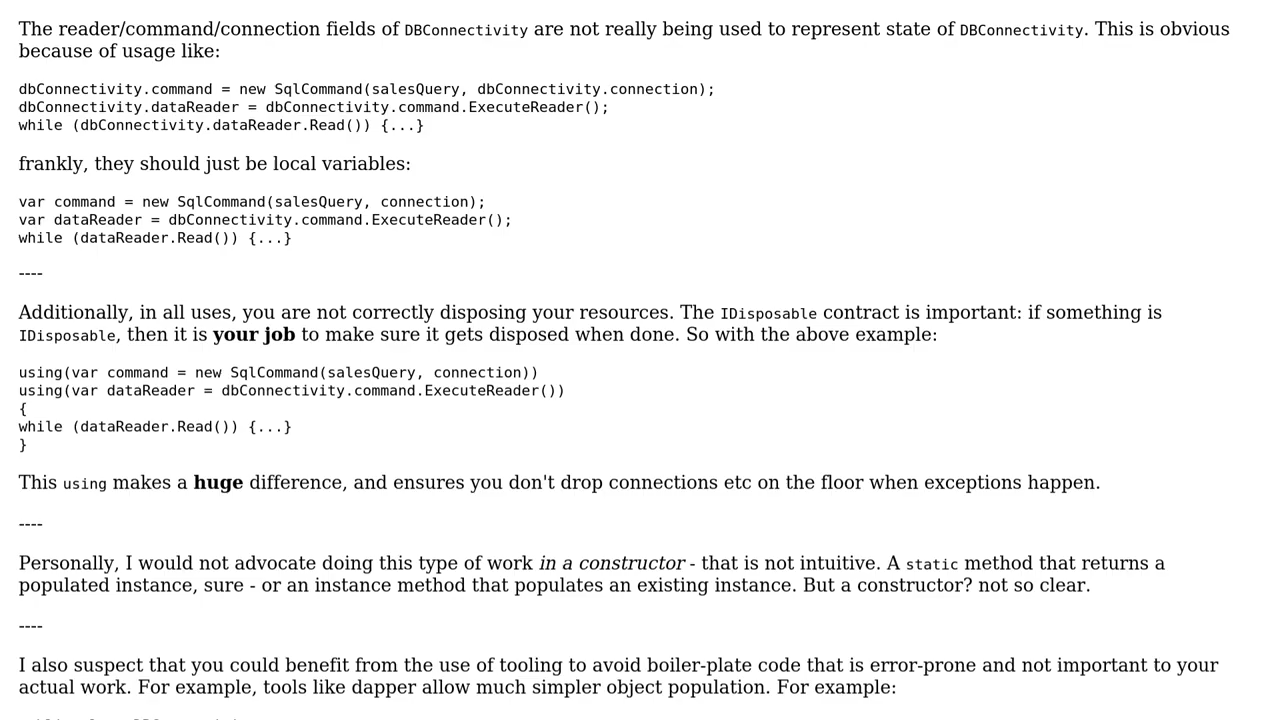 The reader/command/connection fields of DBConnectivity are not really being used to represent state of DBConnectivity. This is obvious
because of usage like:
dbConnectivity.command = new SqlCommand(salesQuery, dbConnectivity.connection);
dbConnectivity.dataReader = dbConnectivity.command.ExecuteReader();
while (dbConnectivity.dataReader.Read()) {...}
frankly, they should just be local variables:
var command = new SqlCommand(salesQuery, connection);
var dataReader = dbConnectivity.command.ExecuteReader();
while (dataReader.Read()) {...}
----
Additionally, in all uses, you are not correctly disposing your resources. The IDisposable contract is important: if something is
IDisposable, then it is your job to make sure it gets disposed when done. So with the above example:
using(var command = new SqlCommand(salesQuery, connection))
using(var dataReader = dbConnectivity.command.ExecuteReader())
{
while (dataReader.Read()) {...}
}
This using makes a huge difference, and ensures you don't drop connections etc on the floor when exceptions happen.
----
Personally, I would not advocate doing this type of work in a constructor - that is not intuitive. A static method that returns a
populated instance, sure - or an instance method that populates an existing instance. But a constructor? not so clear.
----
I also suspect that you could benefit from the use of tooling to avoid boiler-plate code that is error-prone and not important to your
actual work. For example, tools like dapper allow much simpler object population. For example: